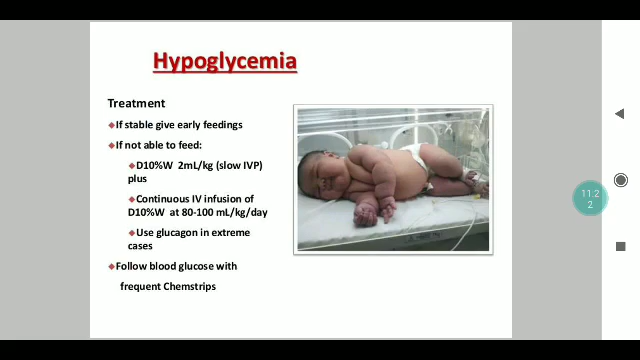 Hypoglycemia
Treatment
If stable give early feedings
If not able to feed:
D10%W 2mL/kg (slow IVP)
plus
Continuous IV infusion of
D10%W at 80-100 mL/kg/day
Use glucagon in extreme
cases
Follow blood glucose with
frequent Chemstrips
11:2
2